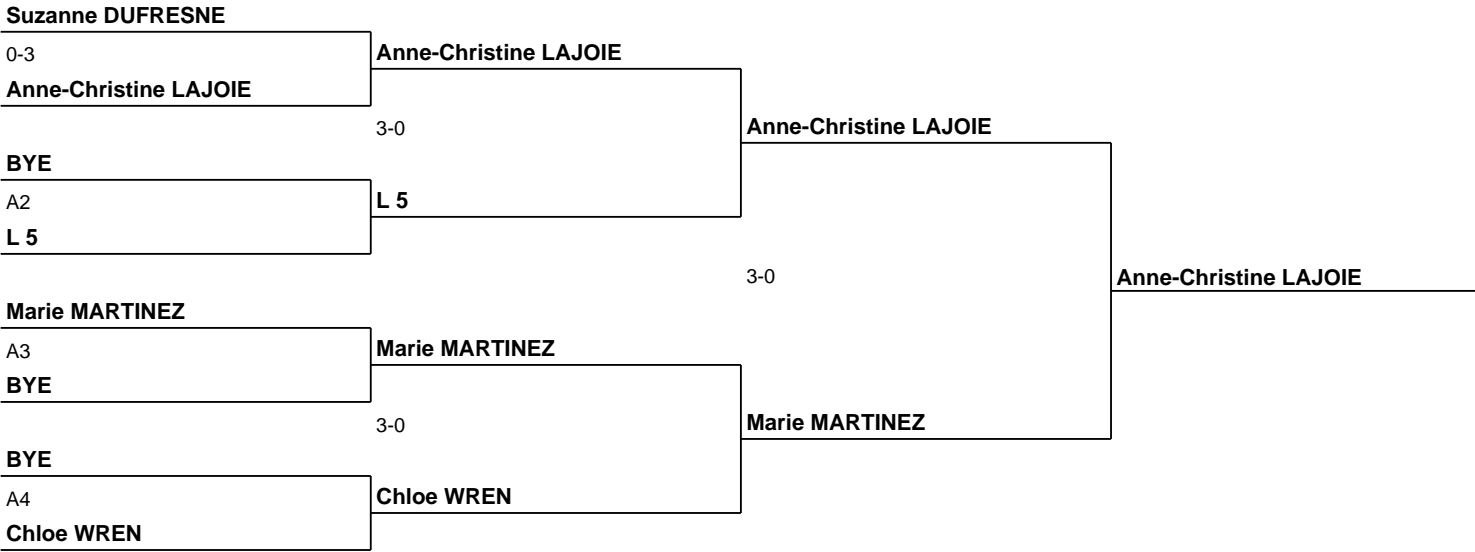 Suzanne DUFRESNE
0-3
Anne-Christine LAJOIE
Anne-Christine LAJOIE
3-0
Anne-Christine LAJOIE
BYE
A2
L 5
L 5
3-0
Anne-Christine LAJOIE
Marie MARTINEZ
A3
Marie MARTINEZ
BYE
3-0
Marie MARTINEZ
BYE
A4
Chloe WREN
Chloe WREN